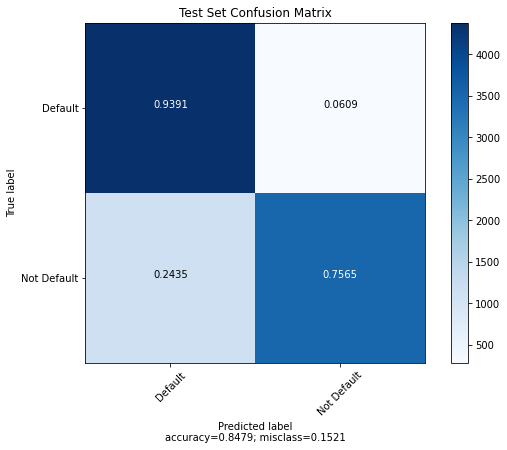 Test Set Confusion Matrix
True label
Default
0.9391
0.0609
Not Default
0.2435
0.7565
Default
Not Default
Predicted label
accuracy=0.8479; misclass=0.1521
4000
3500
3000
2500
2000
1500
1000
500